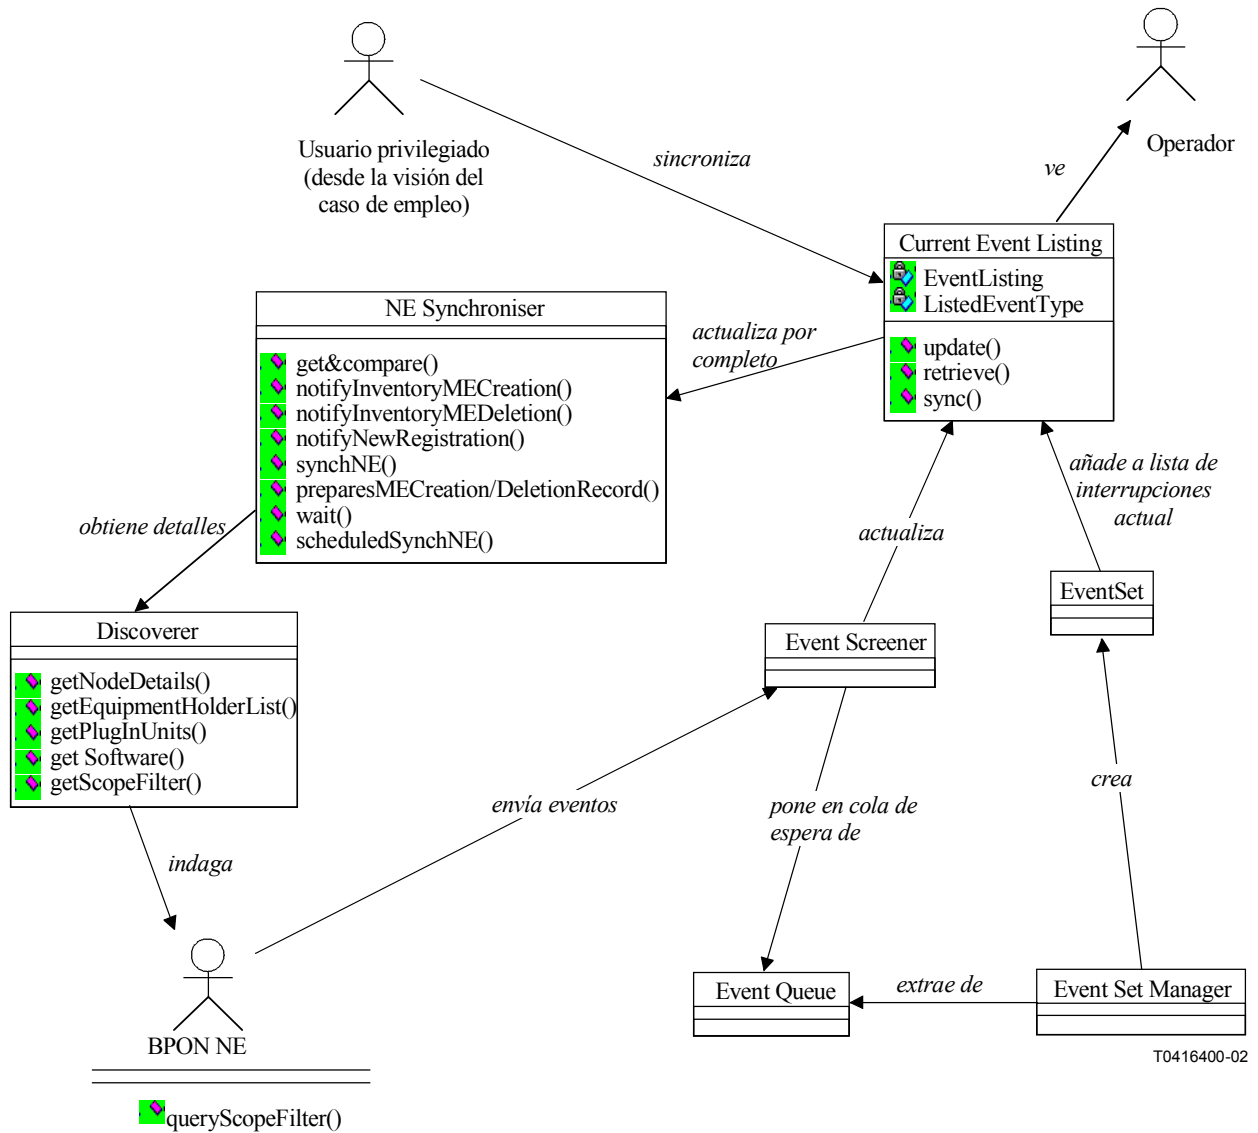 Usuario privilegiado
(desde la visión del
caso de empleo)
sincroniza
Operador
ve
Current Event Listing
EventListing
ListedEventType
update()
retrieve()
sync()
NE Synchroniser
get&compare()
notifyInventoryMECreation()
notifyInventoryMEDeletion()
notifyNewRegistration()
synchNE()
preparesMECreation/DeletionRecord()
wait()
scheduledSynchNE()
actualiza por
completo
obtiene detalles
actualiza
añade a lista de
interrupciones
actual
EventSet
Event Screener
Discoverer
getNodeDetails()
getEquipmentHolderList()
getPlugInUnits()
get Software()
getScopeFilter()
envía eventos
pone en cola de
espera de
crea
indaga
BPON NE
queryScopeFilter()
Event Queue
extrae de
Event Set Manager
T0416400-02